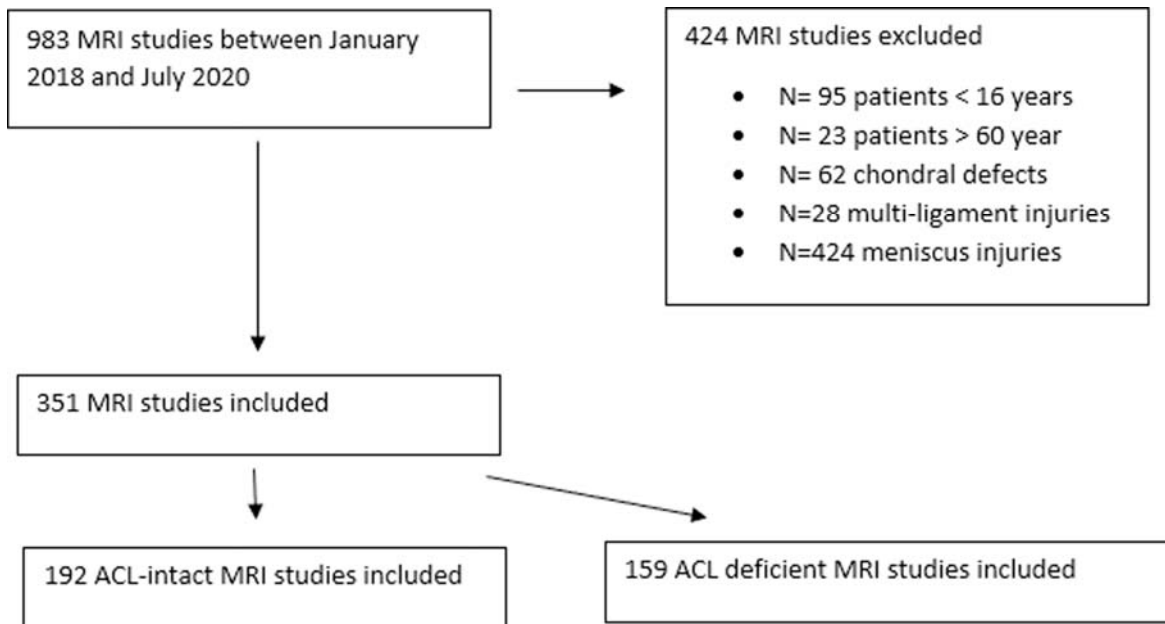 983 MRI studies between January
2018 and July 2020
424 MRI studies excluded
• N= 95 patients < 16 years
• N= 23 patients > 60 year
• N= 62 chondral defects
• N=28 multi-ligament injuries
• N=424 meniscus injuries
351 MRI studies included
192 ACL-intact MRI studies included
159 ACL deficient MRI studies included